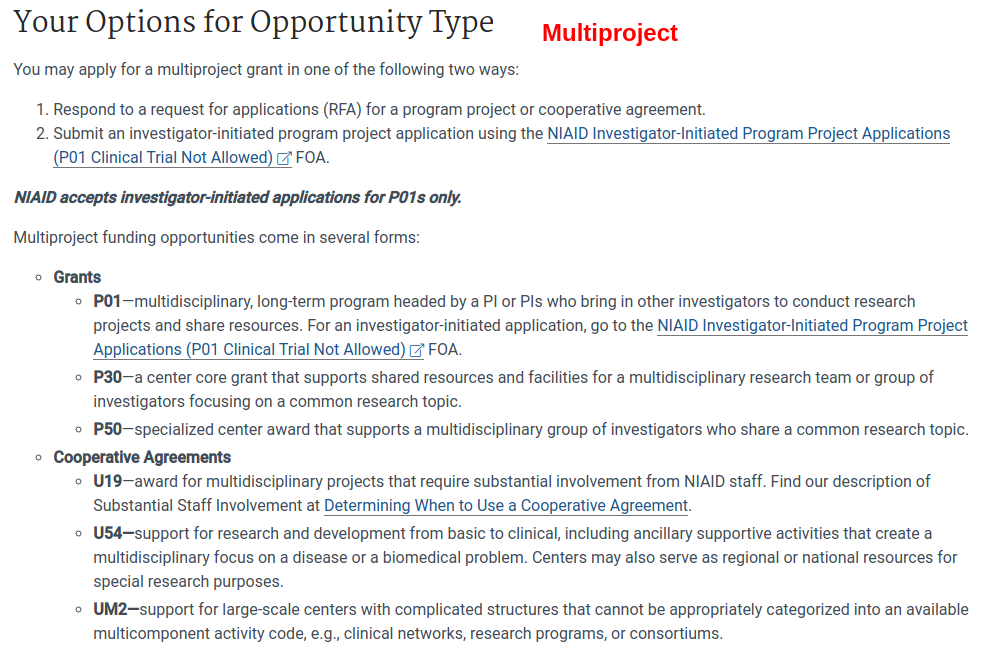 Your Options for Opportunity Type
Multiproject
You may apply for a multiproject grant in one of the following two ways:
1. Respond to a request for applications (RFA) for a program project or cooperative agreement.
2. Submit an investigator-initiated program project application using the NIAID Investigator-Initiated Program Project Applications
(P01 Clinical Trial Not Allowed) FOA.
NIAID accepts investigator-initiated applications for P01s only.
Multiproject funding opportunities come in several forms:
Grants
P01—multidisciplinary, long-term program headed by a PI or PIs who bring in other investigators to conduct research
projects and share resources. For an investigator-initiated application, go to the NIAID Investigator-Initiated Program Project
Applications (P01 Clinical Trial Not Allowed) FOA.
P30—a center core grant that supports shared resources and facilities for a multidisciplinary research team or group of
investigators focusing on a common research topic.
P50—specialized center award that supports a multidisciplinary group of investigators who share a common research topic.
Cooperative Agreements
U19—award for multidisciplinary projects that require substantial involvement from NIAID staff. Find our description of
Substantial Staff Involvement at Determining When to Use a Cooperative Agreement.
U54—support for research and development from basic to clinical, including ancillary supportive activities that create a
multidisciplinary focus on a disease or a biomedical problem. Centers may also serve as regional or national resources for
special research purposes.
UM2—support for large-scale centers with complicated structures that cannot be appropriately categorized into an available
multicomponent activity code, e.g., clinical networks, research programs, or consortiums.